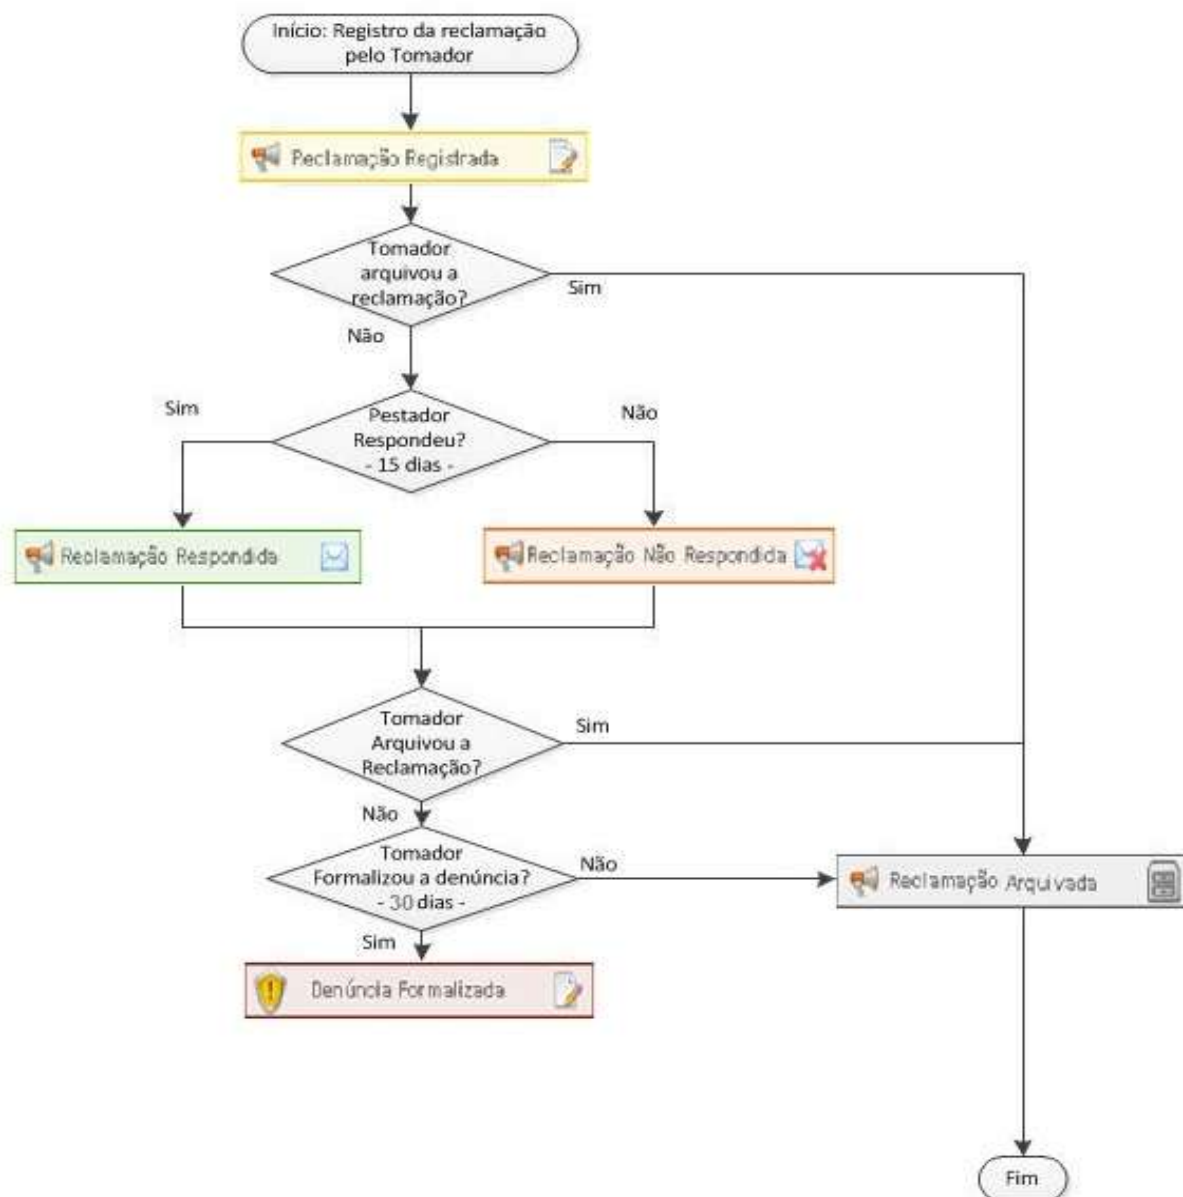 Início: Registro da reclamação
pelo Tomador
Reclamação Registrada
Tomador
arquivou a
reclamação?
Sim
Não
Sim
Não
Pestador
Respondeu?
- 15 dias -
Reclamação Respondida
Reclamação Não Respondida
Tomador
Arquivou a
Reclamação?
Sim
Não
Tomador
Formalizou a denúncia?
- 30 dias -
Não
Reclamação Arquivada
Sim
Denúncia Formalizada
Fim